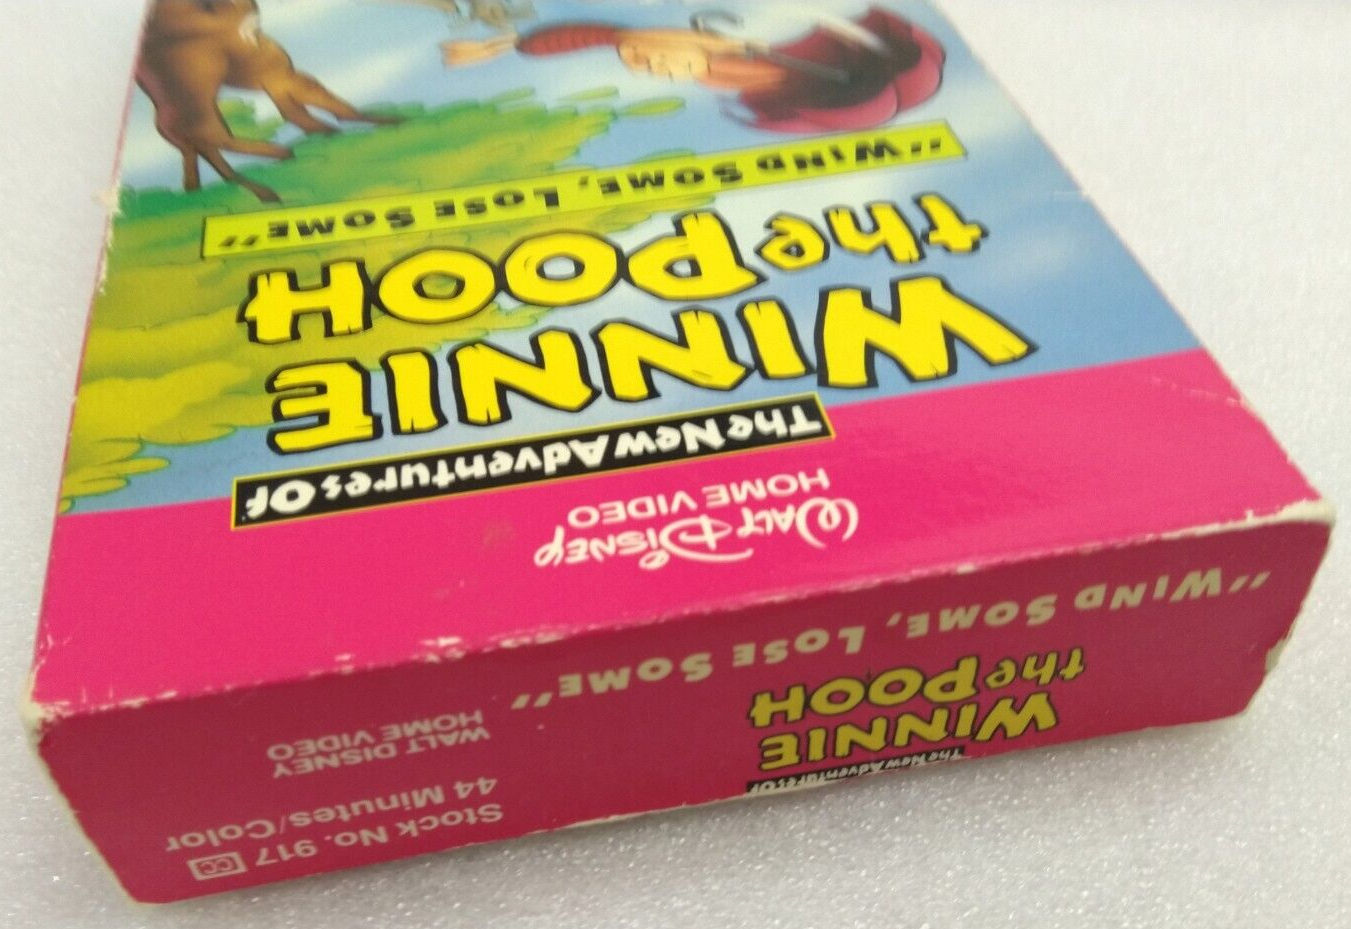 WALT DISNEY
HOME VIDEO
The New Adventures Of
WINNIE
the POOH
"WIND SOME, LOSE SOME"
The New Adventures Of
WINNIE
the POOH
"WIND SOME, LOSE SOME"
Stock No. 917 CC
44 Minutes/Color
WALT DISNEY
HOME VIDEO